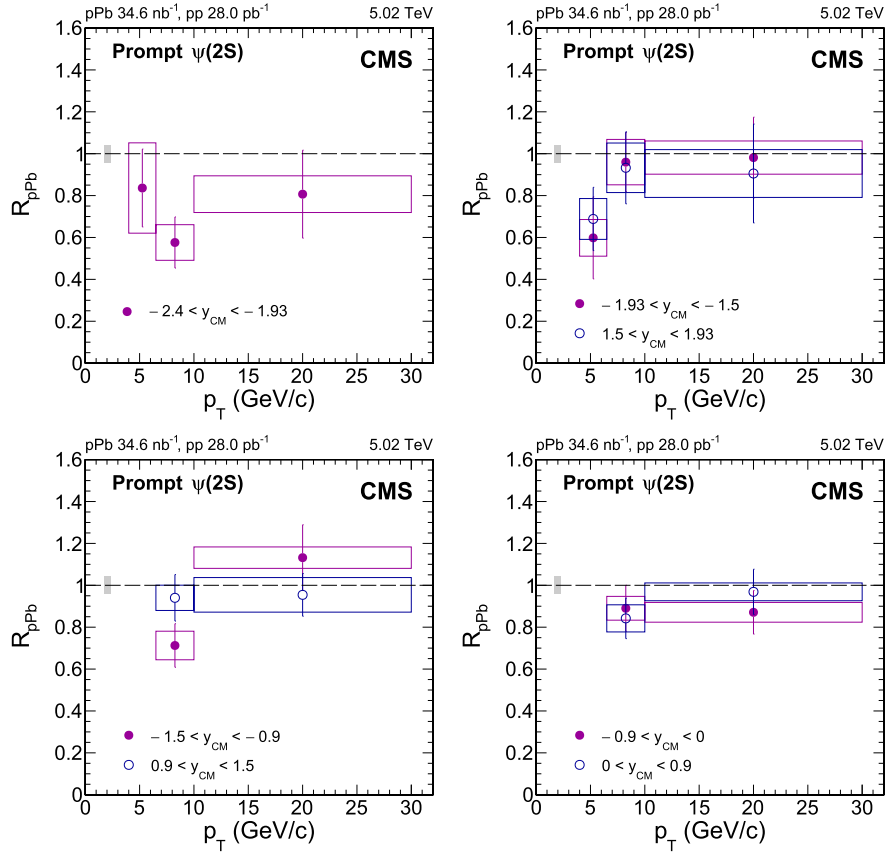 pPb 34.6 nb⁻¹, pp 28.0 pb⁻¹ 5.02 TeV
Prompt ψ(2S) CMS
R_pPb
1.6
1.4
1.2
1
0.8
0.6
0.4
0.2
0
− 2.4 < y_CM < − 1.93
0 5 10 15 20 25 30
p_T (GeV/c)
pPb 34.6 nb⁻¹, pp 28.0 pb⁻¹ 5.02 TeV
Prompt ψ(2S) CMS
R_pPb
1.6
1.4
1.2
1
0.8
0.6
0.4
0.2
0
− 1.93 < y_CM < − 1.5
1.5 < y_CM < 1.93
0 5 10 15 20 25 30
p_T (GeV/c)
pPb 34.6 nb⁻¹, pp 28.0 pb⁻¹ 5.02 TeV
Prompt ψ(2S) CMS
R_pPb
1.6
1.4
1.2
1
0.8
0.6
0.4
0.2
0
− 1.5 < y_CM < − 0.9
0.9 < y_CM < 1.5
0 5 10 15 20 25 30
p_T (GeV/c)
pPb 34.6 nb⁻¹, pp 28.0 pb⁻¹ 5.02 TeV
Prompt ψ(2S) CMS
R_pPb
1.6
1.4
1.2
1
0.8
0.6
0.4
0.2
0
− 0.9 < y_CM < 0
0 < y_CM < 0.9
0 5 10 15 20 25 30
p_T (GeV/c)